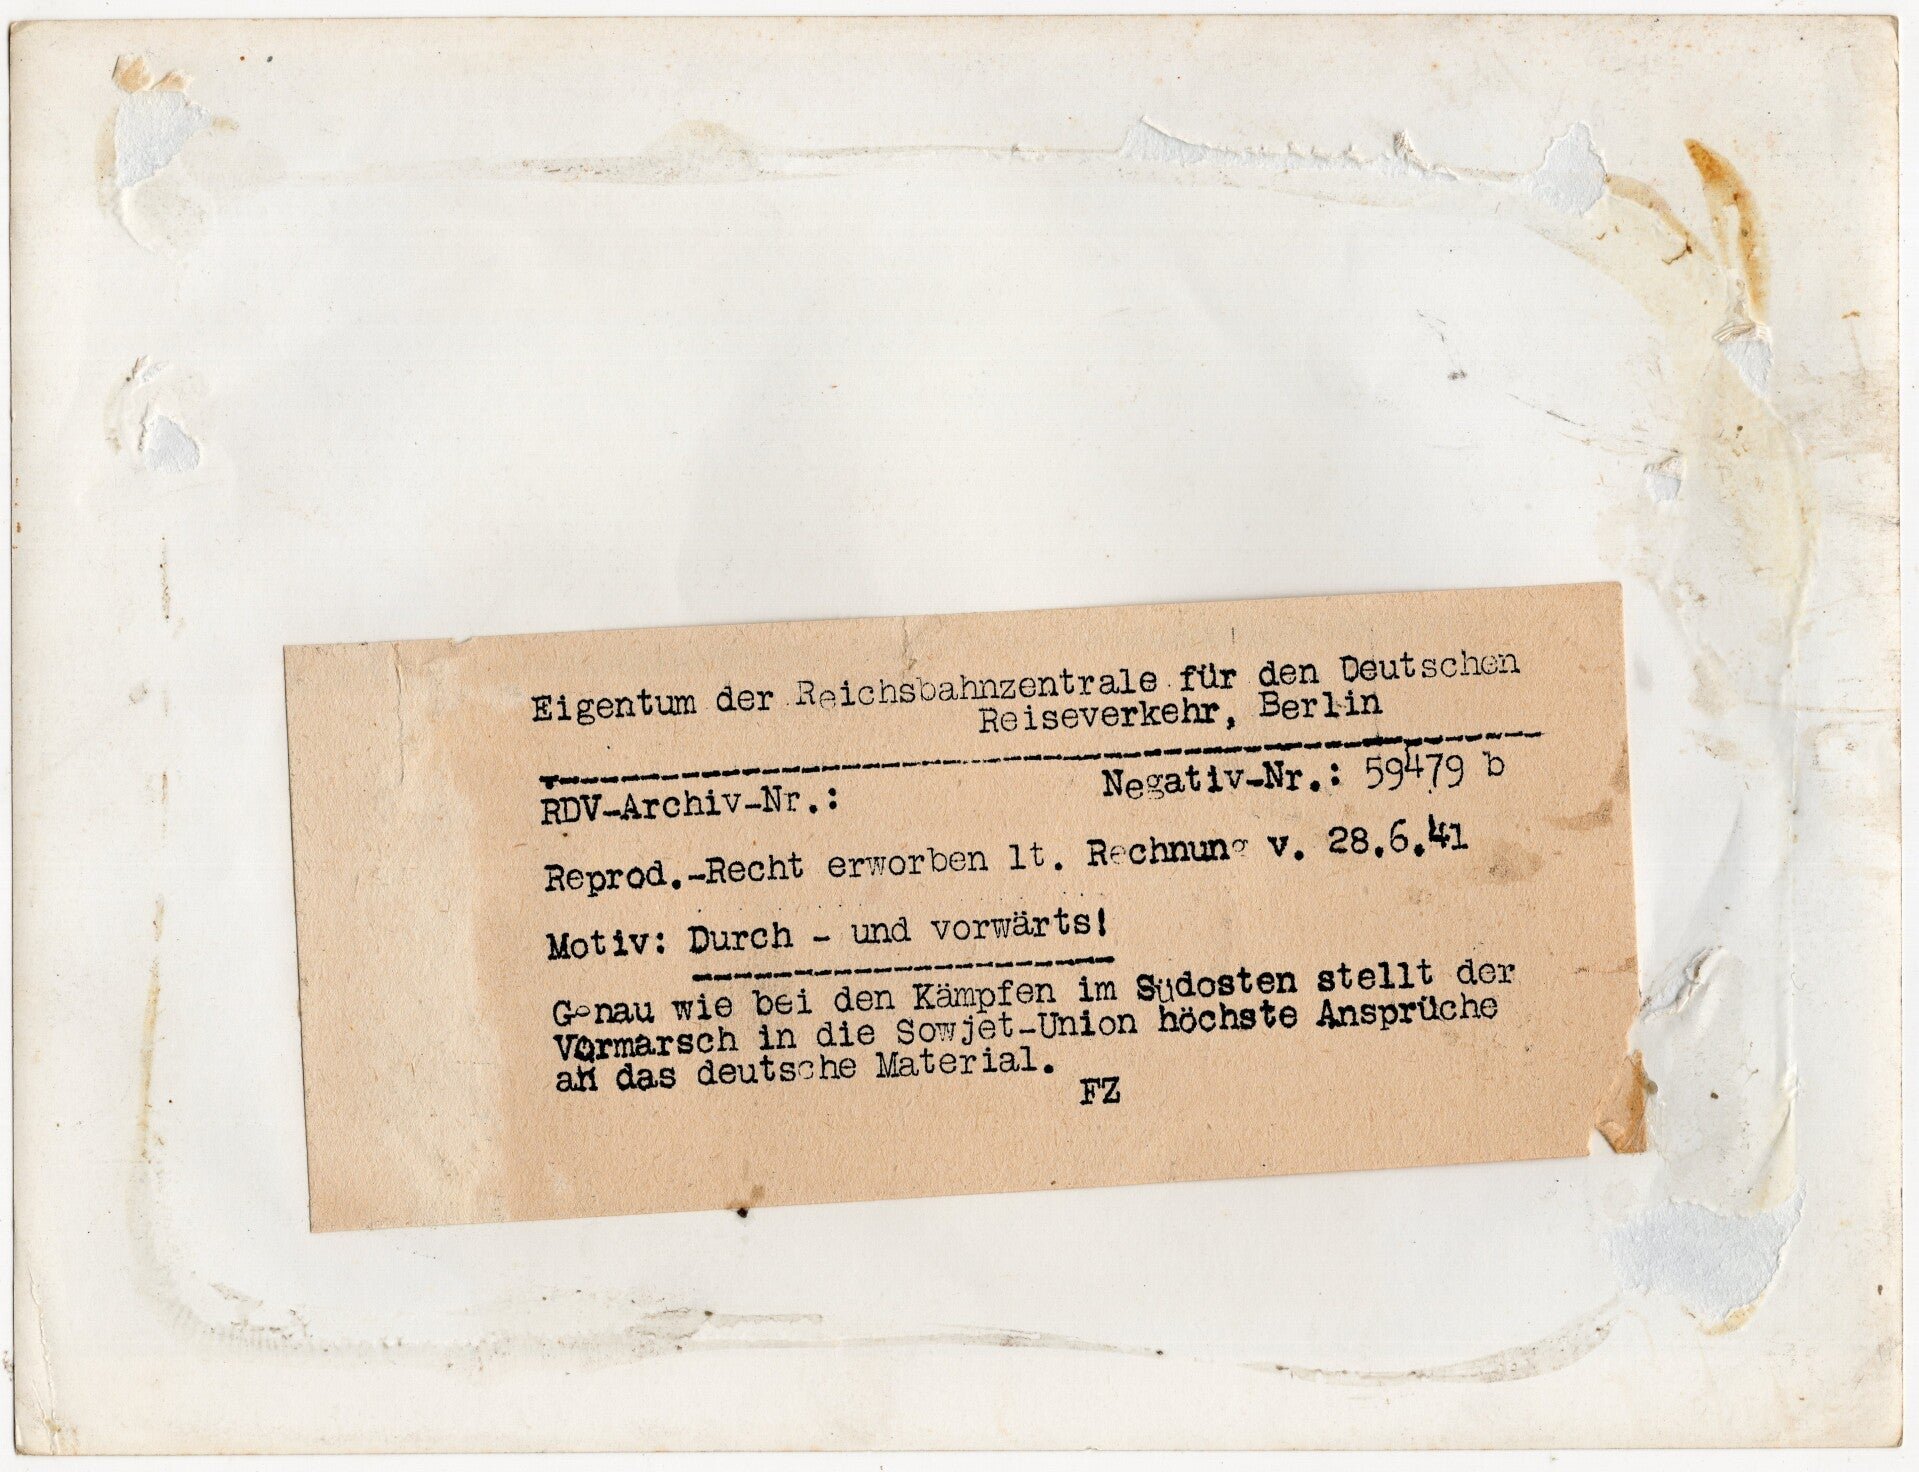 Eigentum der Reichsbahnzentrale für den Deutschen
Reiseverkehr, Berlin
RDV-Archiv-Nr.: Negativ-Nr.: 59479 b
Reprod.-Recht erworben lt. Rechnung v. 28.6.41
Motiv: Durch - und vorwärts!
Genau wie bei den Kämpfen im Südosten stellt der
Vormarsch in die Sowjet-Union höchste Ansprüche
an das deutsche Material.
FZ